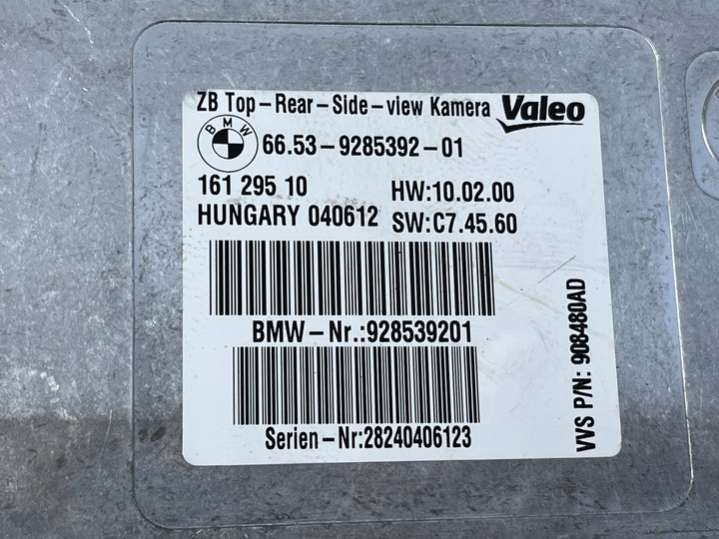 ZB Top-Rear-Side-view Kamera Valeo
BMW 66.53-9285392-01
161 295 10 HW:10.02.00
HUNGARY 040612 SW:C7.45.60
BMW-Nr.:928539201
Serien-Nr:28240406123
VVS P/N: 908480AD